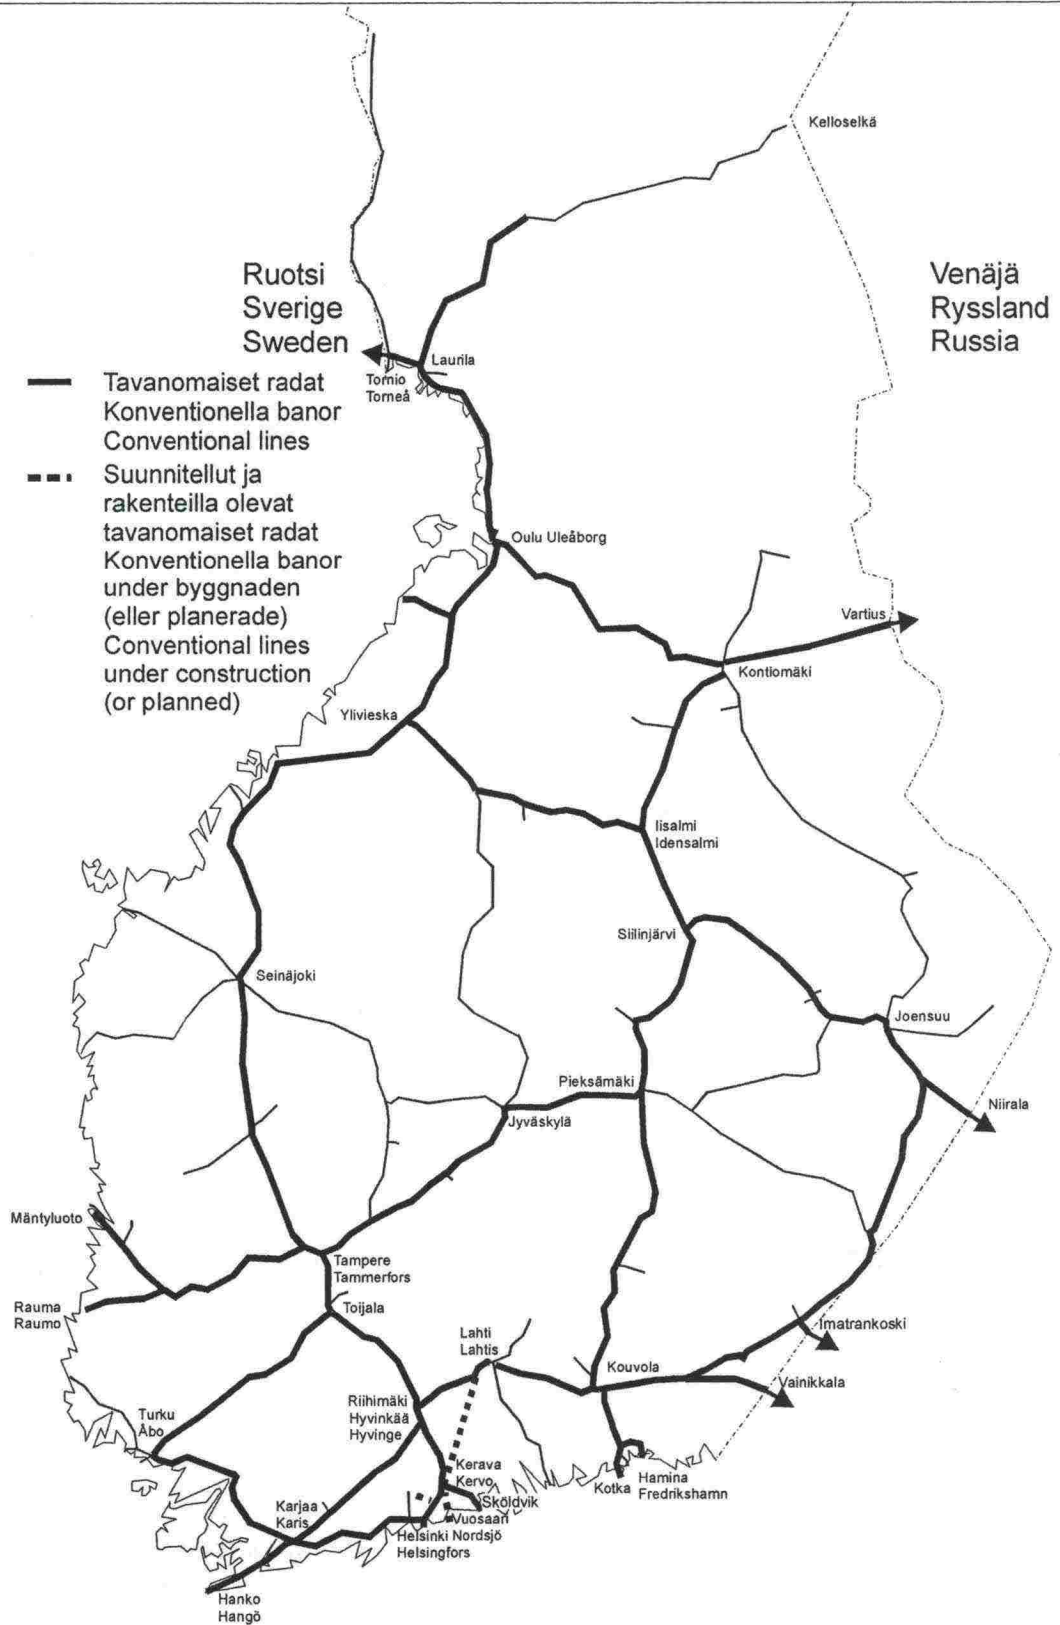 Kelloselkä
Ruotsi
Sverige
Sweden
Venäjä
Ryssland
Russia
Laurila
Tornio
Torneå
Tavanomaiset radat
Konventionella banor
Conventional lines
Suunnitellut ja
rakenteilla olevat
tavanomaiset radat
Konventionella banor
under byggnaden
(eller planerade)
Conventional lines
under construction
(or planned)
Oulu Uleåborg
Vartius
Kontiomäki
Ylivieska
Iisalmi
Idensalmi
Siilinjärvi
Seinäjoki
Joensuu
Pieksämäki
Niirala
Jyväskylä
Mäntyluoto
Tampere
Tammerfors
Rauma
Raumo
Toijala
Imatrankoski
Lahti
Lahtis
Kouvola
Vainikkala
Riihimäki
Hyvinkää
Hyvinge
Turku
Åbo
Kerava
Kervo
Hamina
Fredrikshamn
Kotka
Sköldvik
Karjaa
Karis
Vuosaari
Helsinki Nordsjö
Helsingfors
Hanko
Hangö